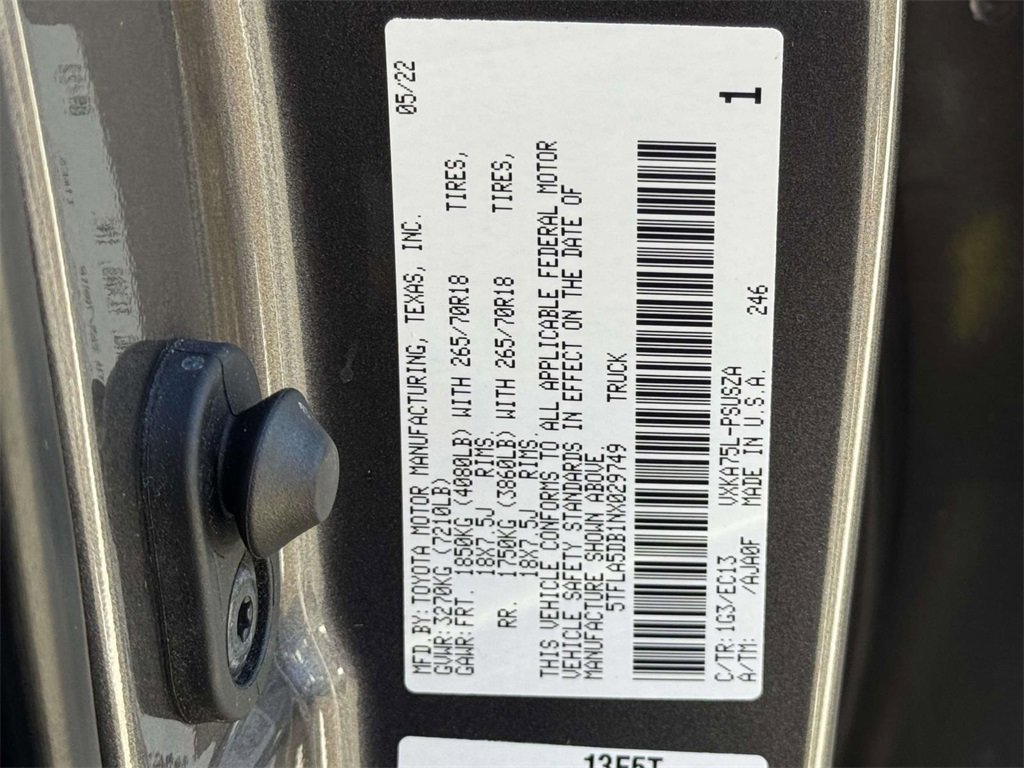 MFD.BY:TOYOTA MOTOR MANUFACTURING, TEXAS, INC. 05/22
GVWR:3270KG (7210LB)
GAWR:FRT. 1850KG (4080LB) WITH 265/70R18 TIRES,
18X7.5J RIMS.
RR. 1750KG (3860LB) WITH 265/70R18 TIRES,
18X7.5J RIMS.
THIS VEHICLE CONFORMS TO ALL APPLICABLE FEDERAL MOTOR
VEHICLE SAFETY STANDARDS IN EFFECT ON THE DATE OF
MANUFACTURE SHOWN ABOVE.
5TFLA5DB1NX029749 TRUCK
C/TR:1G3/EC13 VXKA75L-PSUSZA
A/TM: /AJA0F MADE IN U.S.A. 246 1